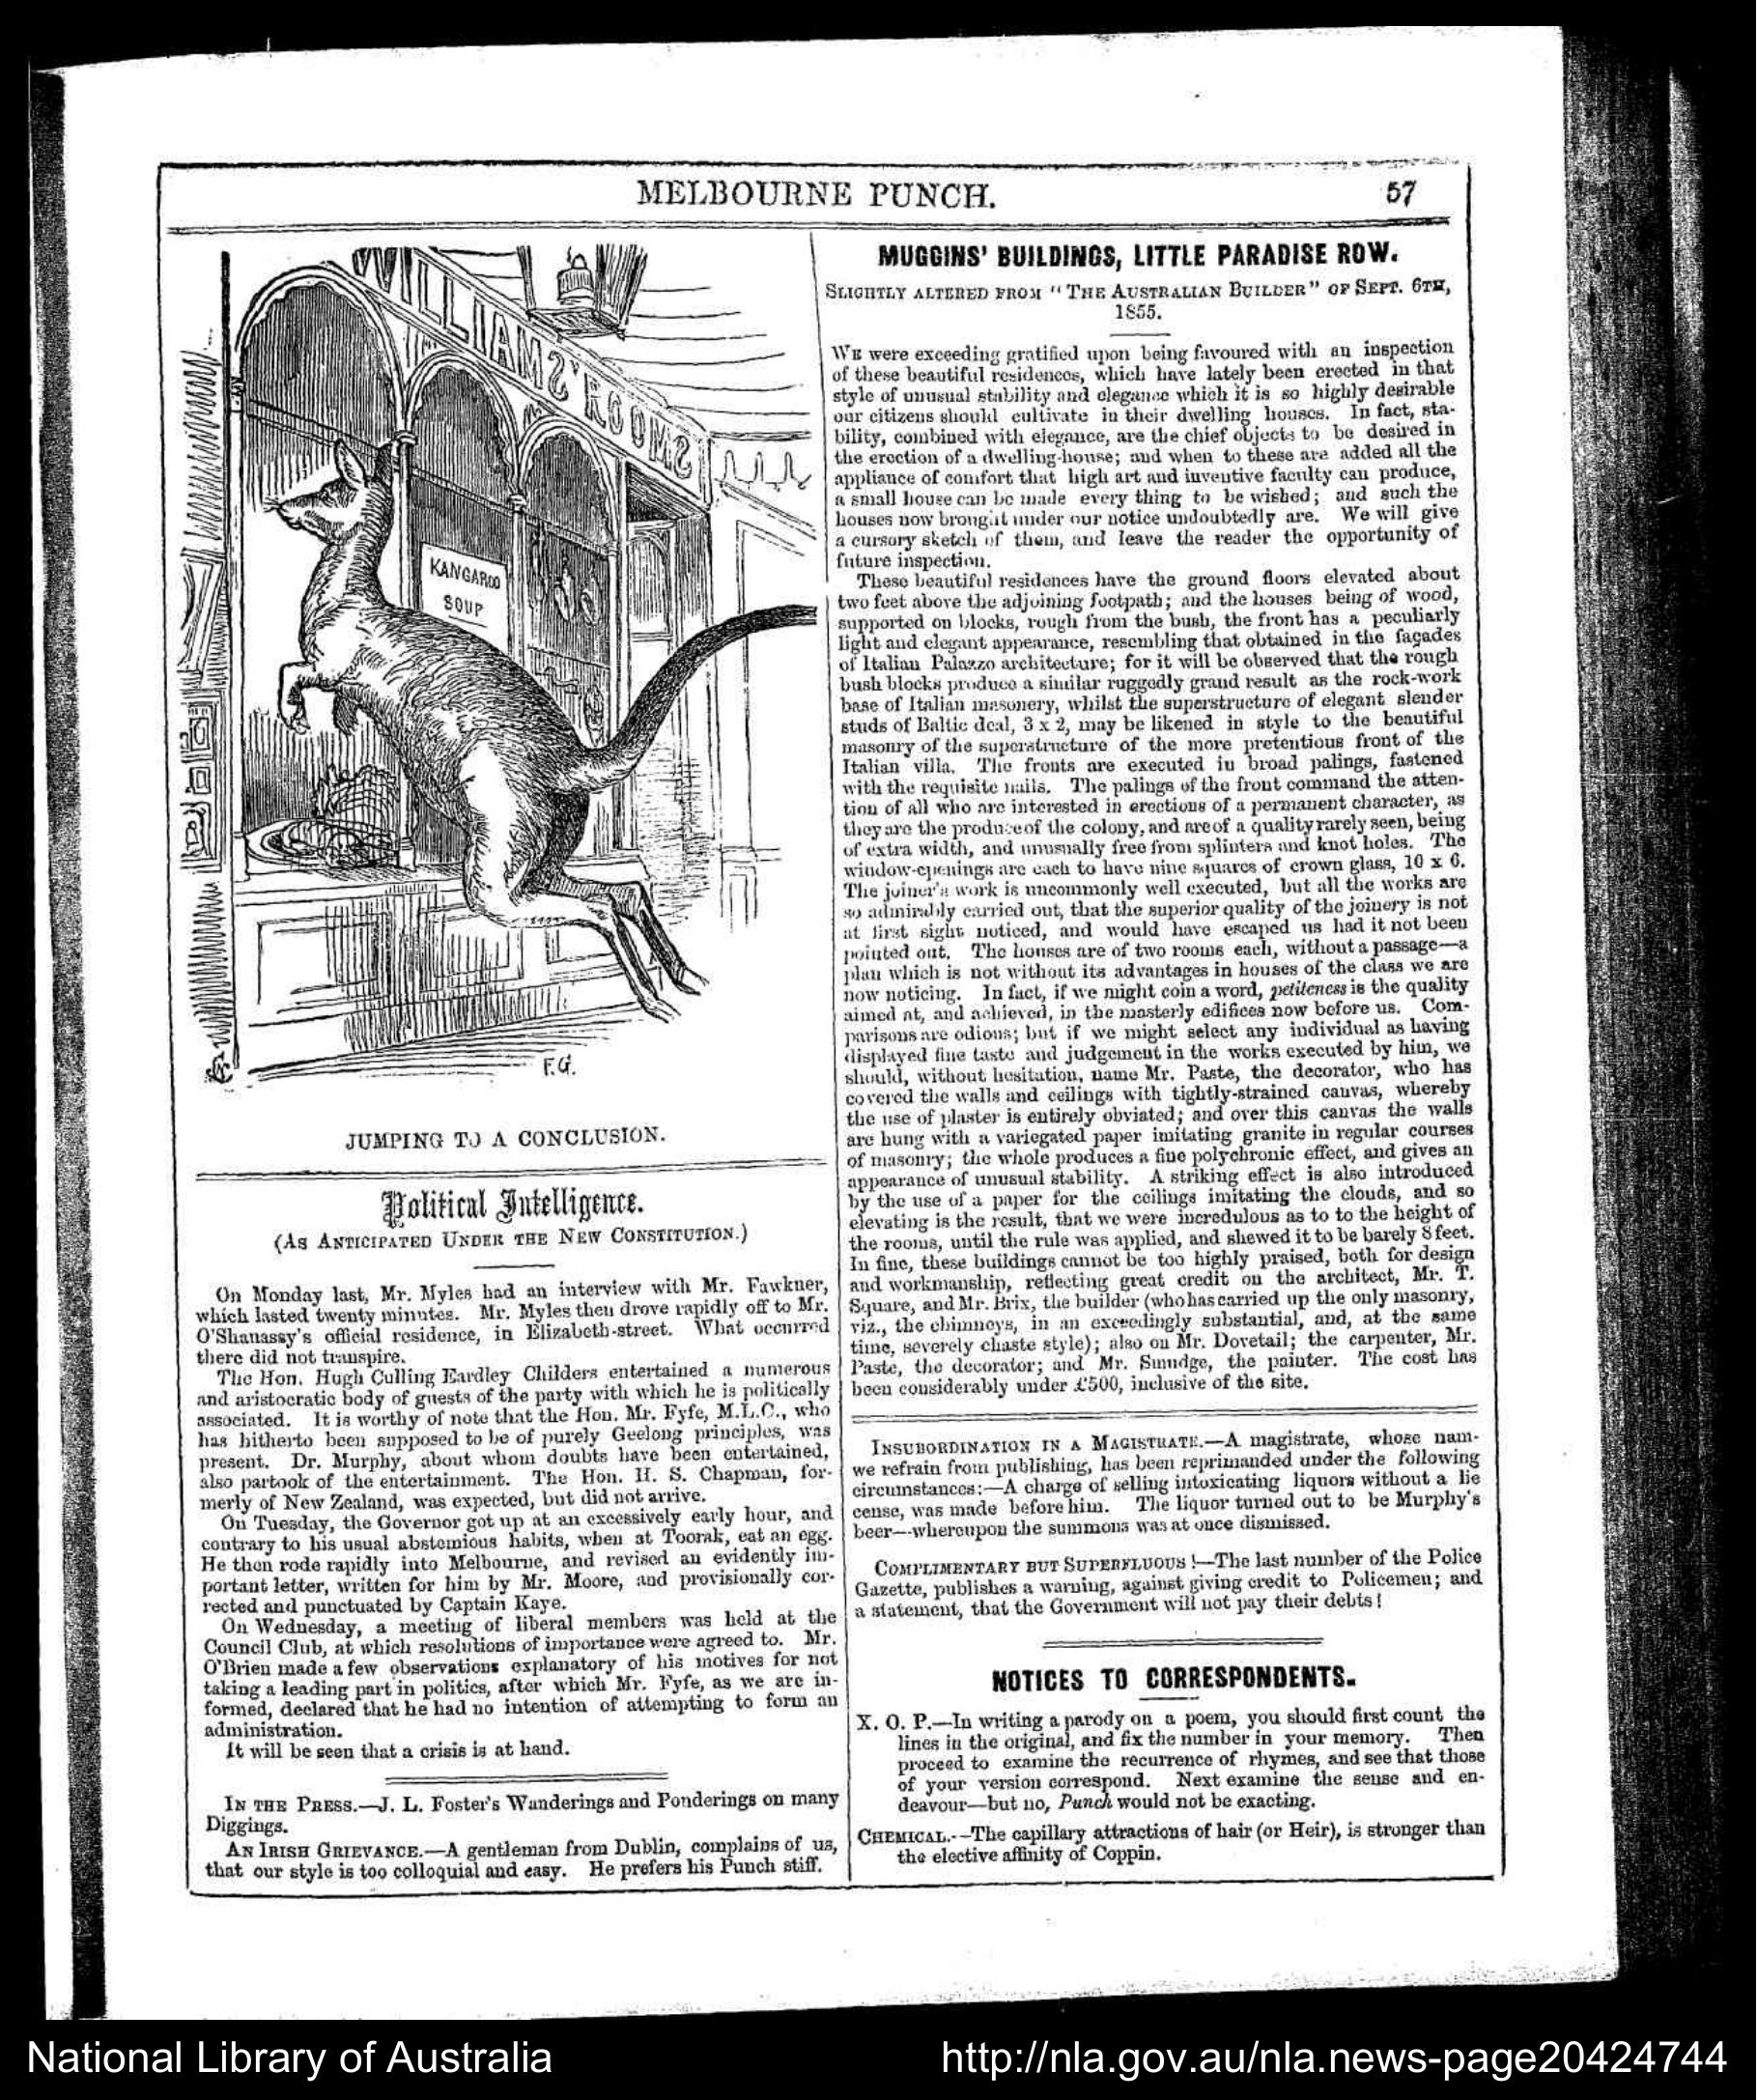 MELBOURNE PUNCH.
57
WILLIAMS' ROOMS
KANGAROO
SOUP
F.G.
JUMPING TO A CONCLUSION.
Political Intelligence.
(As Anticipated Under the New Constitution.)
On Monday last, Mr. Myles had an interview with Mr. Fawkner,
which lasted twenty minutes. Mr. Myles then drove rapidly off to Mr.
O'Shanassy's official residence, in Elizabeth-street. What occurred
there did not transpire.
The Hon. Hugh Culling Eardley Childers entertained a numerous
and aristocratic body of guests of the party with which he is politically
associated. It is worthy of note that the Hon. Mr. Fyfe, M.L.C., who
has hitherto been supposed to be of purely Geelong principles, was
present. Dr. Murphy, about whom doubts have been entertained,
also partook of the entertainment. The Hon. H. S. Chapman, for-
merly of New Zealand, was expected, but did not arrive.
On Tuesday, the Governor got up at an excessively early hour, and
contrary to his usual abstemious habits, when at Toorak, eat an egg.
He then rode rapidly into Melbourne, and revised an evidently im-
portant letter, written for him by Mr. Moore, and provisionally cor-
rected and punctuated by Captain Kaye.
On Wednesday, a meeting of liberal members was held at the
Council Club, at which resolutions of importance were agreed to. Mr.
O'Brien made a few observations explanatory of his motives for not
taking a leading part in politics, after which Mr. Fyfe, as we are in-
formed, declared that he had no intention of attempting to form an
administration.
It will be seen that a crisis is at hand.
In the Press.—J. L. Foster's Wanderings and Ponderings on many
Diggings.
An Irish Grievance.—A gentleman from Dublin, complains of us,
that our style is too colloquial and easy. He prefers his Punch stiff.
MUGGINS' BUILDINGS, LITTLE PARADISE ROW.
Slightly altered from "The Australian Builder" of Sept. 6th,
1855.
We were exceeding gratified upon being favoured with an inspection
of these beautiful residences, which have lately been erected in that
style of unusual stability and elegance which it is so highly desirable
our citizens should cultivate in their dwelling houses. In fact, sta-
bility, combined with elegance, are the chief objects to be desired in
the erection of a dwelling-house; and when to these are added all the
appliance of comfort that high art and inventive faculty can produce,
a small house can be made every thing to be wished; and such the
houses now brought under our notice undoubtedly are. We will give
a cursory sketch of them, and leave the reader the opportunity of
future inspection.
These beautiful residences have the ground floors elevated about
two feet above the adjoining footpath; and the houses being of wood,
supported on blocks, rough from the bush, the front has a peculiarly
light and elegant appearance, resembling that obtained in the façades
of Italian Palazzo architecture; for it will be observed that the rough
bush blocks produce a similar ruggedly grand result as the rock-work
base of Italian masonery, whilst the superstructure of elegant slender
studs of Baltic deal, 3 x 2, may be likened in style to the beautiful
masonry of the superstructure of the more pretentious front of the
Italian villa. The fronts are executed in broad palings, fastened
with the requisite nails. The palings of the front command the atten-
tion of all who are interested in erections of a permanent character, as
they are the produce of the colony, and are of a quality rarely seen, being
of extra width, and unusually free from splinters and knot holes. The
window-openings are each to have nine squares of crown glass, 10 x 6.
The joiner's work is uncommonly well executed, but all the works are
so admirably carried out, that the superior quality of the joinery is not
at first sight noticed, and would have escaped us had it not been
pointed out. The houses are of two rooms each, without a passage—a
plan which is not without its advantages in houses of the class we are
now noticing. In fact, if we might coin a word, petiteness is the quality
aimed at, and achieved, in the masterly edifices now before us. Com-
parisons are odious; but if we might select any individual as having
displayed fine taste and judgement in the works executed by him, we
should, without hesitation, name Mr. Paste, the decorator, who has
covered the walls and ceilings with tightly-strained canvas, whereby
the use of plaster is entirely obviated; and over this canvas the walls
are hung with a variegated paper imitating granite in regular courses
of masonry; the whole produces a fine polychronic effect, and gives an
appearance of unusual stability. A striking effect is also introduced
by the use of a paper for the ceilings imitating the clouds, and so
elevating is the result, that we were incredulous as to to the height of
the rooms, until the rule was applied, and shewed it to be barely 8 feet.
In fine, these buildings cannot be too highly praised, both for design
and workmanship, reflecting great credit on the architect, Mr. T.
Square, and Mr. Brix, the builder (who has carried up the only masonry,
viz., the chimneys, in an exceedingly substantial, and, at the same
time, severely chaste style); also on Mr. Dovetail; the carpenter, Mr.
Paste, the decorator; and Mr. Smudge, the painter. The cost has
been considerably under £500, inclusive of the site.
Insubordination in a Magistrate.—A magistrate, whose nam-
we refrain from publishing, has been reprimanded under the following
circumstances:—A charge of selling intoxicating liquors without a lie
cense, was made before him. The liquor turned out to be Murphy's
beer—whereupon the summons was at once dismissed.
Complimentary but Superfluous!—The last number of the Police
Gazette, publishes a warning, against giving credit to Policemen; and
a statement, that the Government will not pay their debts!
NOTICES TO CORRESPONDENTS.
X. O. P.—In writing a parody on a poem, you should first count the
lines in the original, and fix the number in your memory. Then
proceed to examine the recurrence of rhymes, and see that those
of your version correspond. Next examine the sense and en-
deavour—but no, Punch would not be exacting.
Chemical.--The capillary attractions of hair (or Heir), is stronger than
the elective affinity of Coppin.
National Library of Australia
http://nla.gov.au/nla.news-page20424744